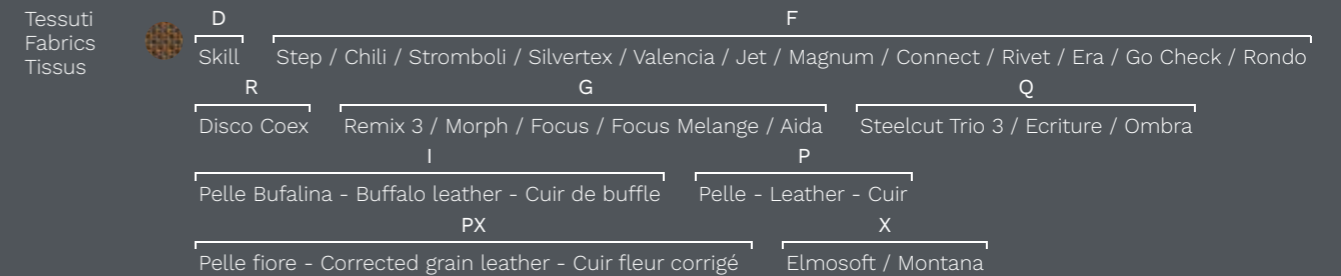 Tessuti
Fabrics
Tissus
D F
Skill Step / Chili / Stromboli / Silvertex / Valencia / Jet / Magnum / Connect / Rivet / Era / Go Check / Rondo
R G Q
Disco Coex Remix 3 / Morph / Focus / Focus Melange / Aida Steelcut Trio 3 / Ecriture / Ombra
I P
Pelle Bufalina - Buffalo leather - Cuir de buffle Pelle - Leather - Cuir
PX X
Pelle fiore - Corrected grain leather - Cuir fleur corrigé Elmosoft / Montana